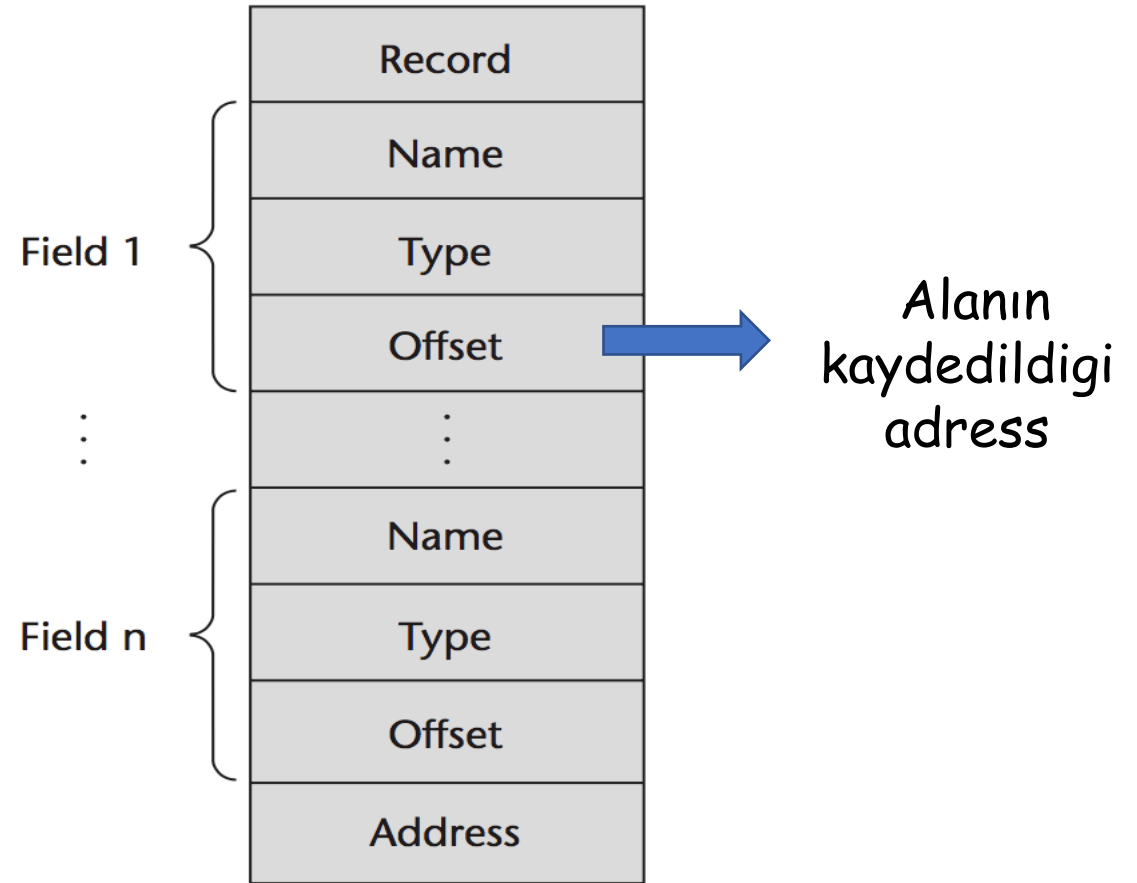 Record
Name
Field 1
Type
Offset
Alanın
kaydedildigi
adress
Name
Field n
Type
Offset
Address